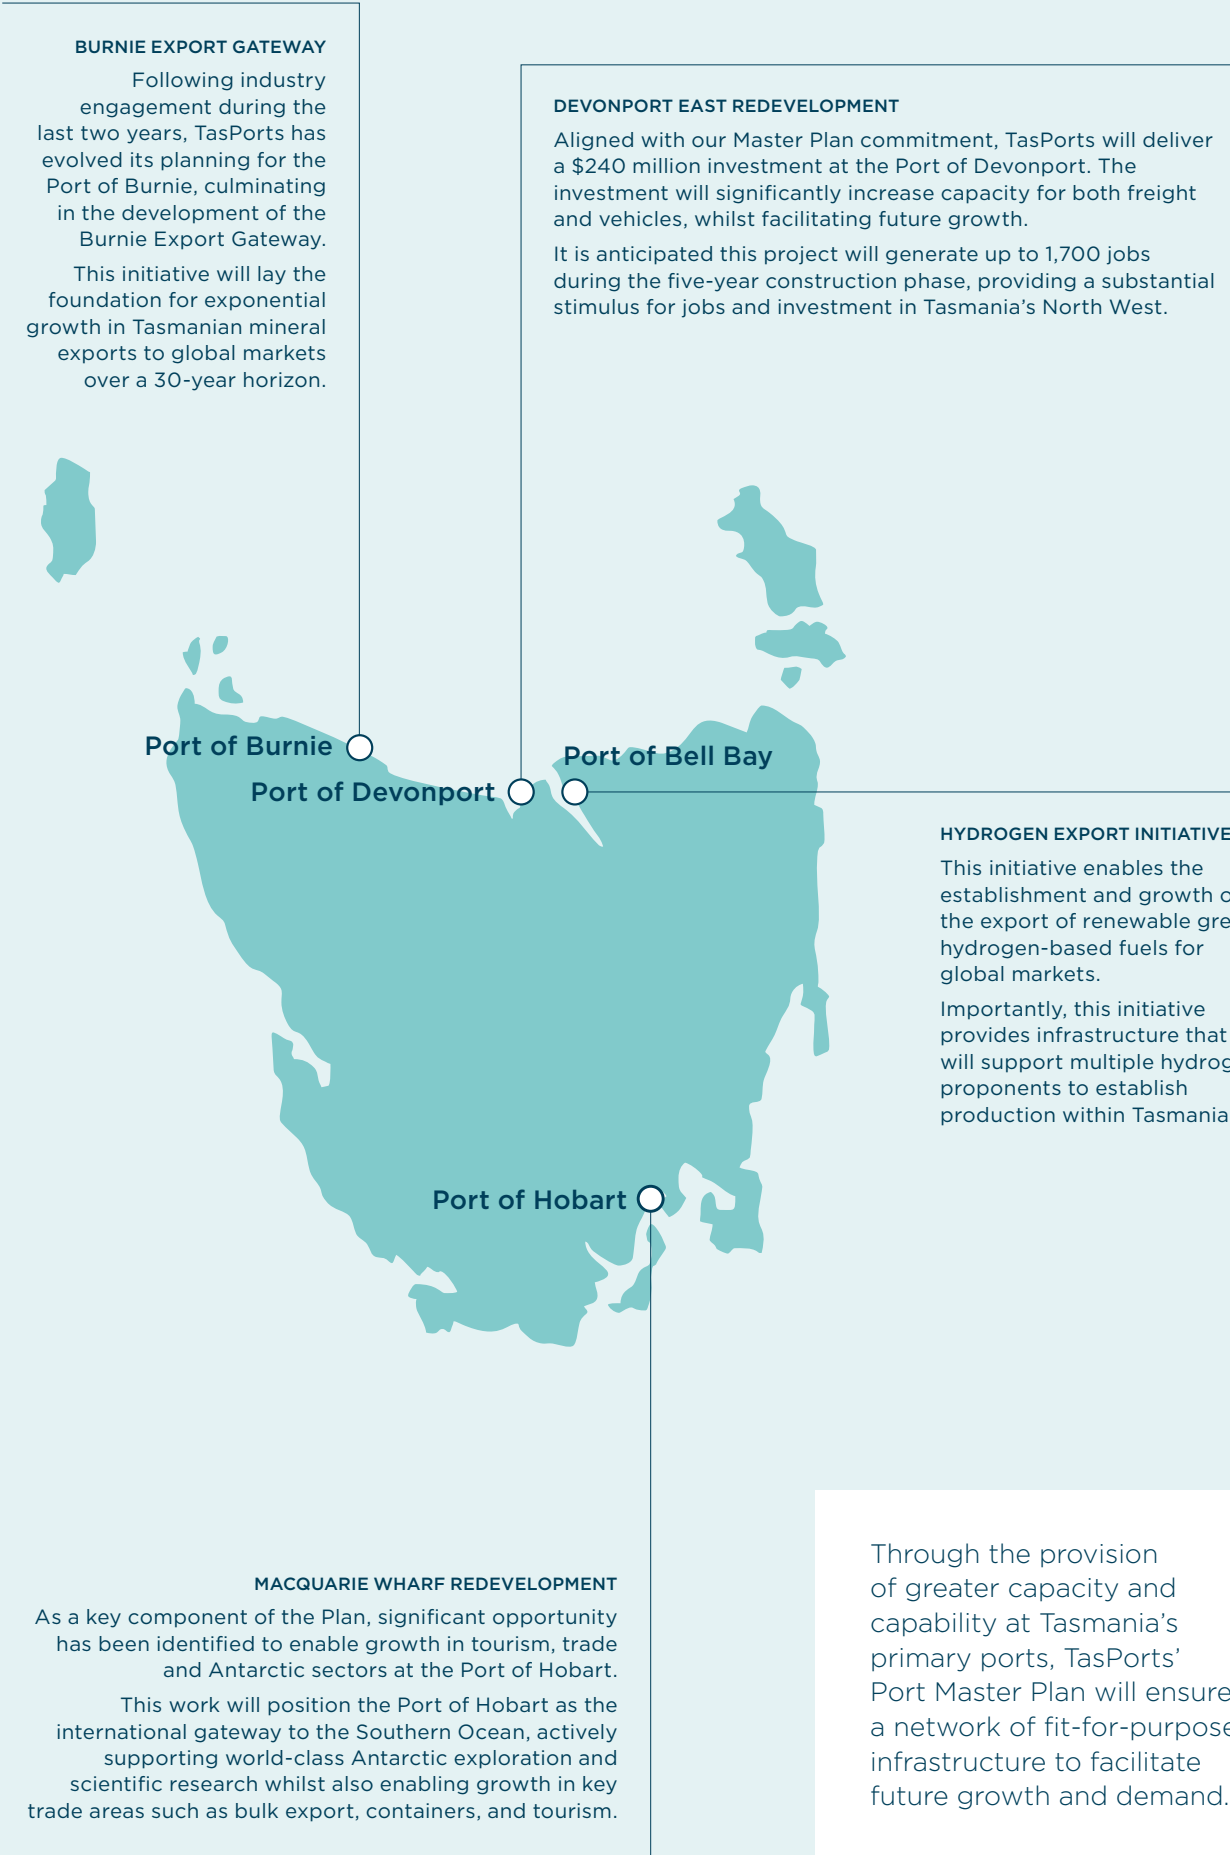 BURNIE EXPORT GATEWAY
Following industry
engagement during the
last two years, TasPorts has
evolved its planning for the
Port of Burnie, culminating
in the development of the
Burnie Export Gateway.
This initiative will lay the
foundation for exponential
growth in Tasmanian mineral
exports to global markets
over a 30-year horizon.
DEVONPORT EAST REDEVELOPMENT
Aligned with our Master Plan commitment, TasPorts will deliver
a $240 million investment at the Port of Devonport. The
investment will significantly increase capacity for both freight
and vehicles, whilst facilitating future growth.
It is anticipated this project will generate up to 1,700 jobs
during the five-year construction phase, providing a substantial
stimulus for jobs and investment in Tasmania's North West.
Port of Burnie
Port of Bell Bay
Port of Devonport
HYDROGEN EXPORT INITIATIVE
This initiative enables the
establishment and growth
the export of renewable
hydrogen-based fuels for
global markets.
Importantly, this initiative
provides infrastructure that
will support multiple
proponents to establish
production within Tasmania
Port of Hobart
MACQUARIE WHARF REDEVELOPMENT
As a key component of the Plan, significant opportunity
has been identified to enable growth in tourism, trade
and Antarctic sectors at the Port of Hobart.
This work will position the Port of Hobart as the
international gateway to the Southern Ocean, actively
supporting world-class Antarctic exploration and
scientific research whilst also enabling growth in key
trade areas such as bulk export, containers, and tourism.
Through the provision
of greater capacity and
capability at Tasmania's
primary ports, TasPorts'
Port Master Plan will ensure
a network of fit-for-purpose
infrastructure to facilitate
future growth and demand.